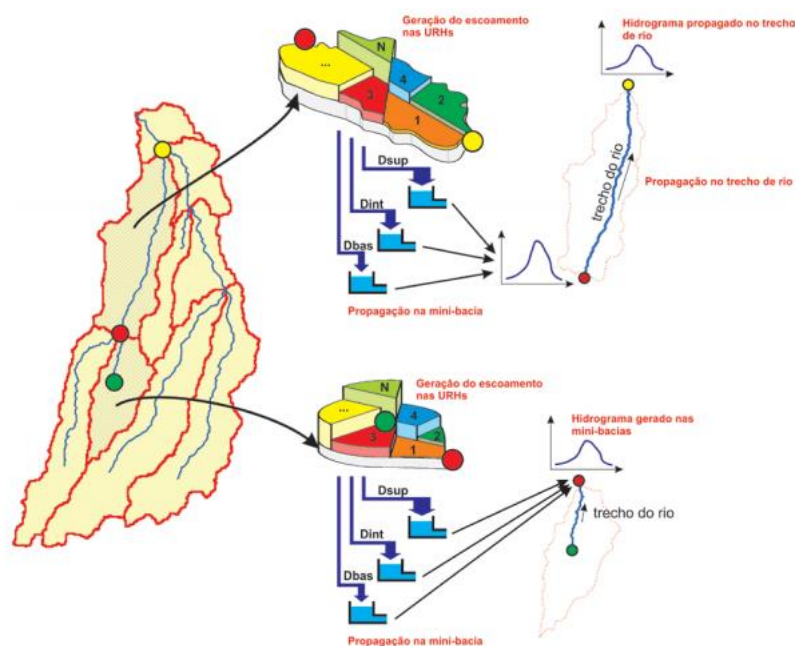 Geração do escoamento
nas URHs
N
...
4
3
2
1
Dsup
Dint
Dbas
Propagação na mini-bacia
Hidrograma propagado no trecho
de rio
trecho do rio
Propagação no trecho de rio
Geração do escoamento
nas URHs
N
...
4
3
2
1
Dsup
Dint
Dbas
Propagação na mini-bacia
Hidrograma gerado nas
mini-bacias
trecho do rio